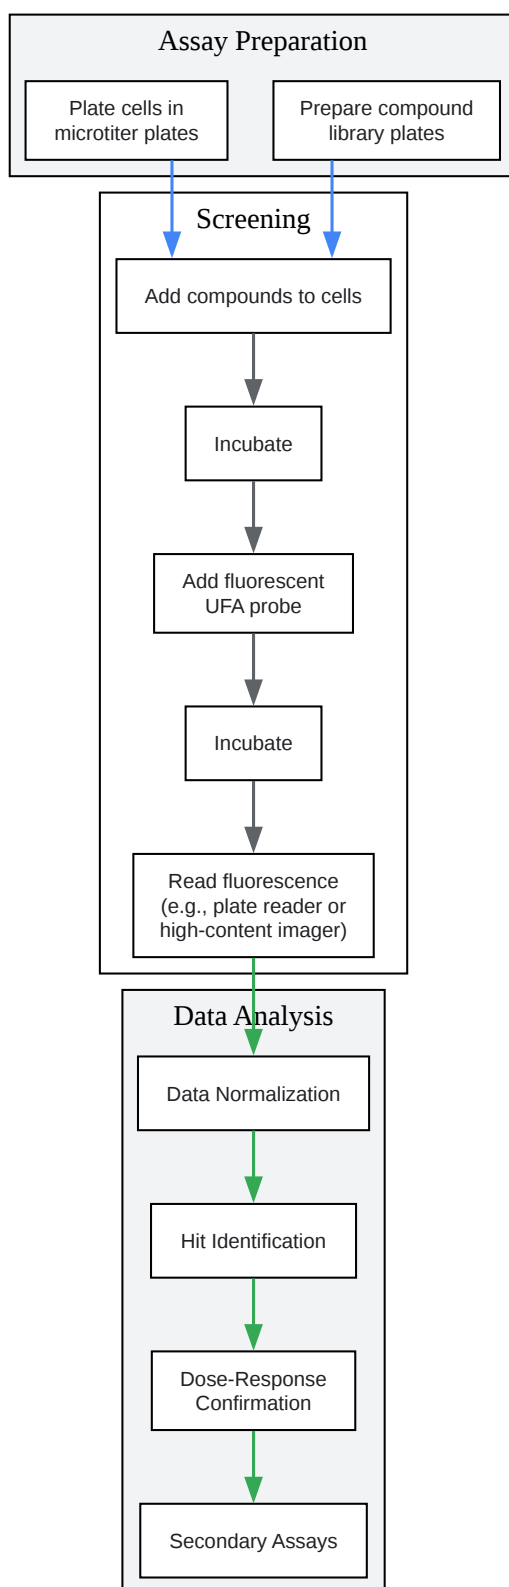 Assay Preparation
Plate cells in
microtiter plates
Prepare compound
library plates
Screening
Add compounds to cells
Incubate
Add fluorescent
UFA probe
Incubate
Read fluorescence
(e.g., plate reader or
high-content imager)
Data Analysis
Data Normalization
Hit Identification
Dose-Response
Confirmation
Secondary Assays